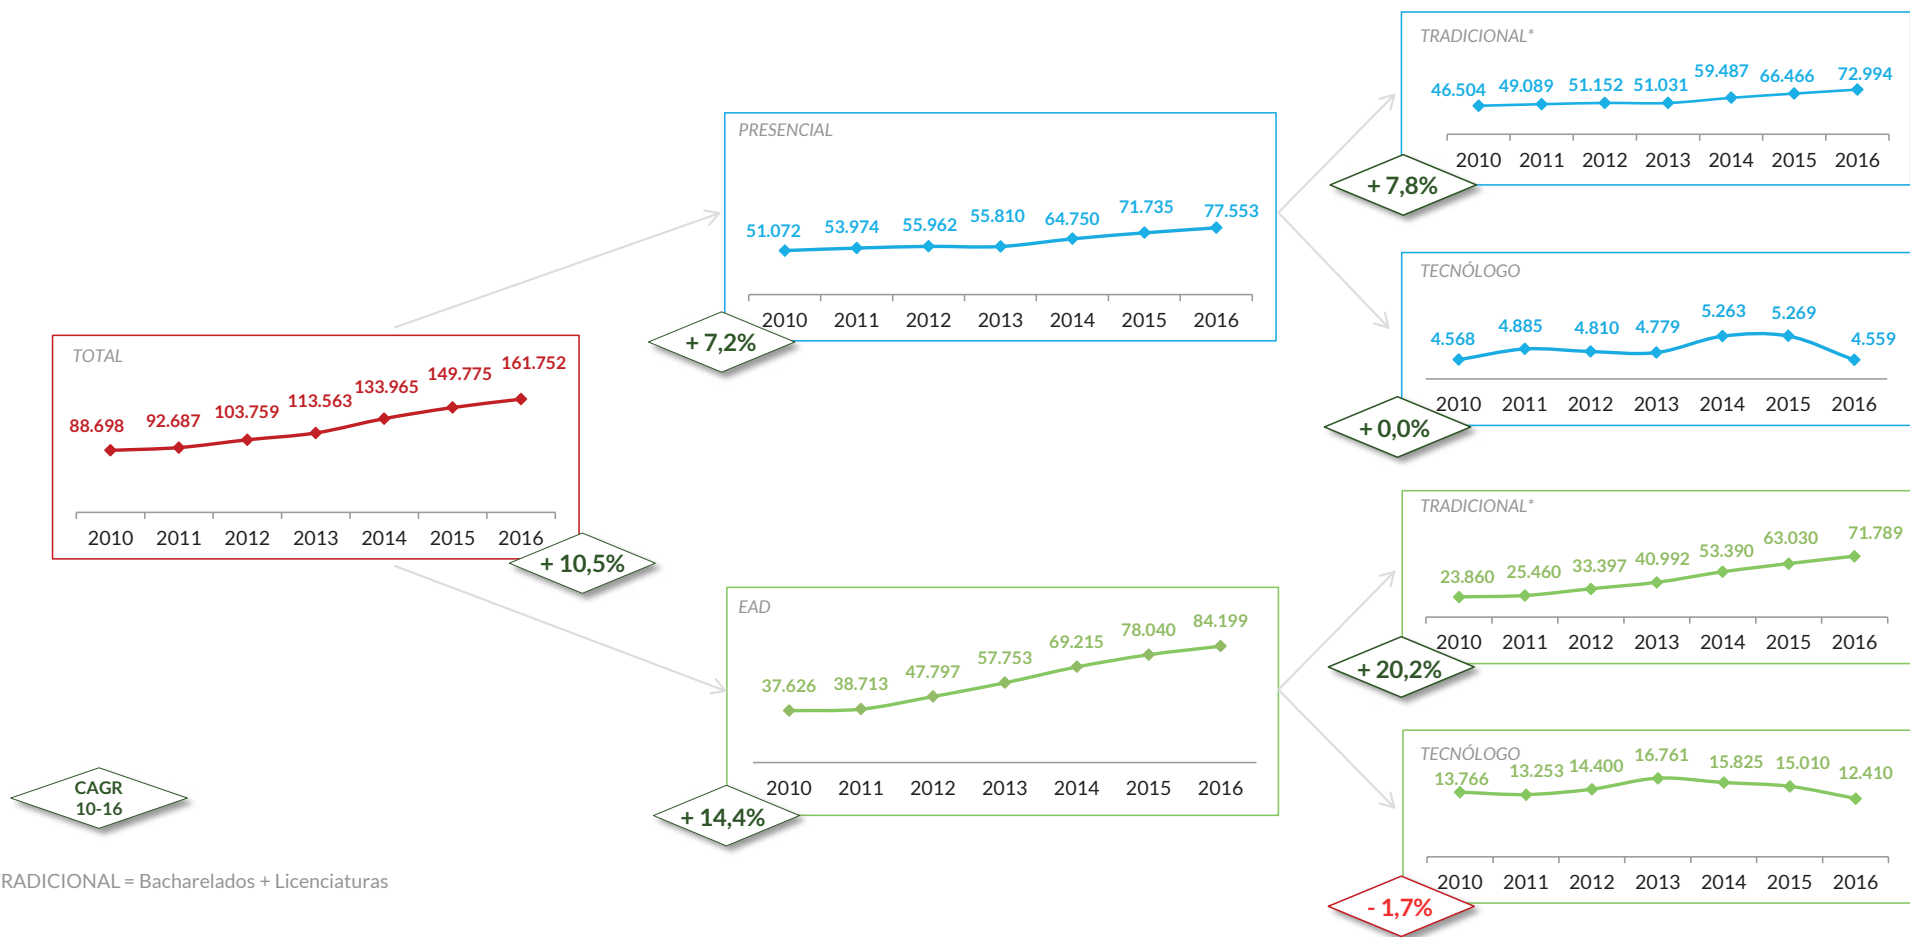 TOTAL
88.698 92.687 103.759 113.563 133.965 149.775 161.752
2010 2011 2012 2013 2014 2015 2016
+ 10,5%
PRESENCIAL
51.072 53.974 55.962 55.810 64.750 71.735 77.553
2010 2011 2012 2013 2014 2015 2016
+ 7,2%
TRADICIONAL*
46.504 49.089 51.152 51.031 59.487 66.466 72.994
2010 2011 2012 2013 2014 2015 2016
+ 7,8%
TECNÓLOGO
4.568 4.885 4.810 4.779 5.263 5.269 4.559
2010 2011 2012 2013 2014 2015 2016
+ 0,0%
EAD
37.626 38.713 47.797 57.753 69.215 78.040 84.199
2010 2011 2012 2013 2014 2015 2016
+ 14,4%
TRADICIONAL*
23.860 25.460 33.397 40.992 53.390 63.030 71.789
2010 2011 2012 2013 2014 2015 2016
+ 20,2%
TECNÓLOGO
13.766 13.253 14.400 16.761 15.825 15.010 12.410
2010 2011 2012 2013 2014 2015 2016
- 1,7%
CAGR
10-16
RADICIONAL = Bacharelados + Licenciaturas